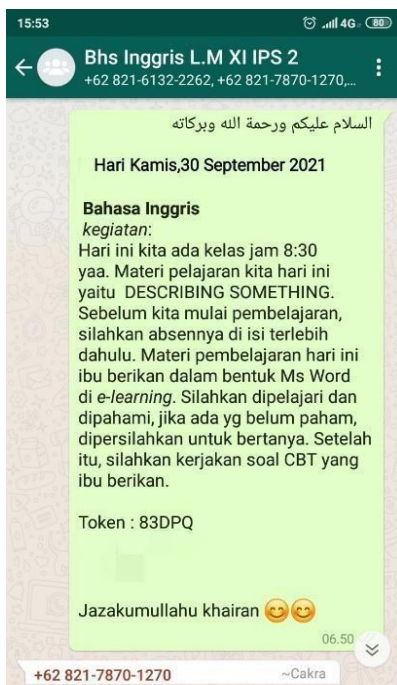 15:53
4G 80
Bhs Inggris L.M XI IPS 2
+62 821-6132-2262, +62 821-7870-1270,...
السلام عليكم ورحمة الله وبركاته
Hari Kamis,30 September 2021
Bahasa Inggris
kegiatan:
Hari ini kita ada kelas jam 8:30
yaa. Materi pelajaran kita hari ini
yaitu DESCRIBING SOMETHING.
Sebelum kita mulai pembelajaran,
silahkan absennya di isi terlebih
dahulu. Materi pembelajaran hari ini
ibu berikan dalam bentuk Ms Word
di e-learning. Silahkan dipelajari dan
dipahami, jika ada yg belum paham,
dipersilahkan untuk bertanya. Setelah
itu, silahkan kerjakan soal CBT yang
ibu berikan.
Token : 83DPQ
Jazakumullahu khairan 😊😊
06.50
+62 821-7870-1270 ~Cakra